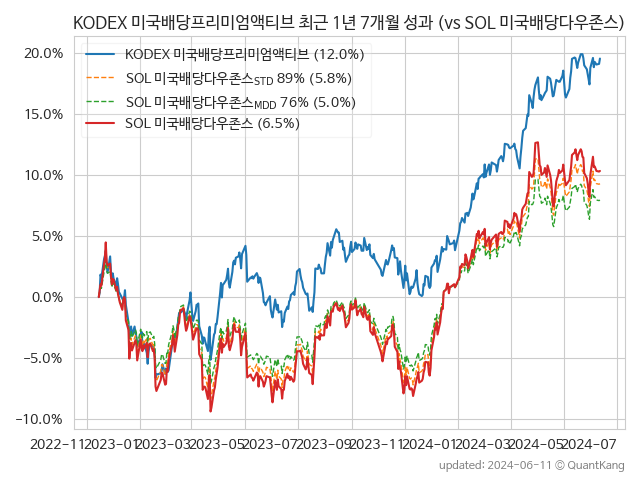 KODEX 미국배당프리미엄액티브 최근 1년 7개월 성과 (vs SOL 미국배당다우존스)
KODEX 미국배당프리미엄액티브 (12.0%)
SOL 미국배당다우존스STD 89% (5.8%)
SOL 미국배당다우존스MDD 76% (5.0%)
SOL 미국배당다우존스 (6.5%)
20.0%
15.0%
10.0%
5.0%
0.0%
−5.0%
−10.0%
2022-11 2023-01 2023-03 2023-05 2023-07 2023-09 2023-11 2024-01 2024-03 2024-05 2024-07
updated: 2024-06-11 © QuantKang